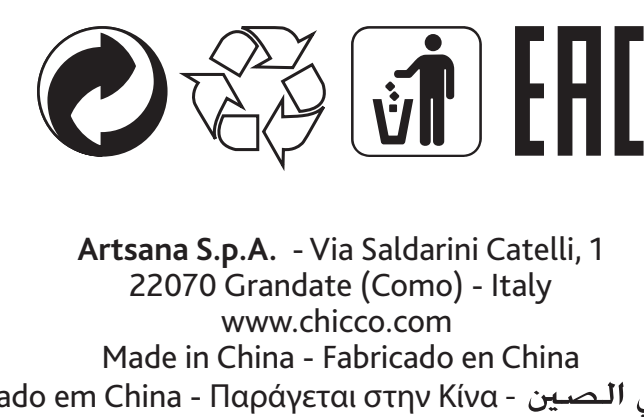 EAC
Artsana S.p.A. - Via Saldarini Catelli, 1
22070 Grandate (Como) - Italy
www.chicco.com
Made in China - Fabricado en China
em China - Παράγεται στην Κίνα - الصين